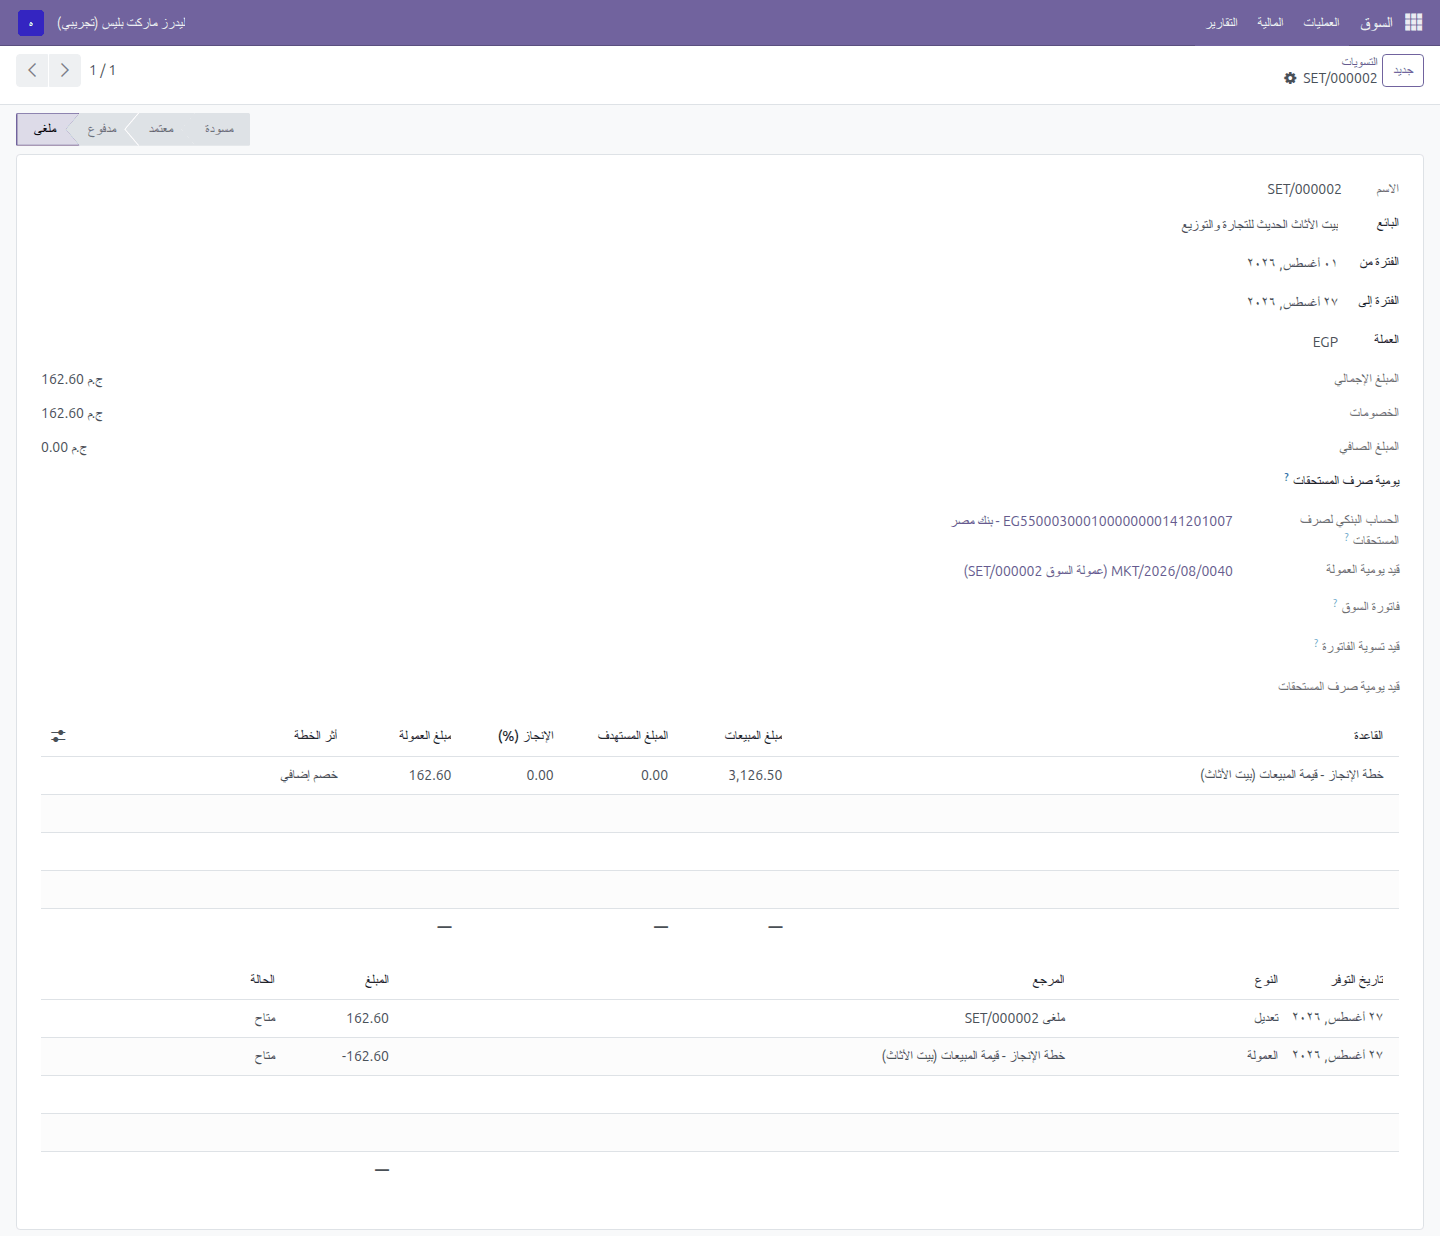 السوق
العمليات
المالية
التقارير
ليدرز ماركت بليس (تجريبي)
ه
جديد
التسويات
SET/000002
1 / 1
مسودة
معتمد
مدفوع
ملغى
الاسم SET/000002
البائع بيت الأثاث الحديث للتجارة والتوزيع
الفترة من ٠١ أغسطس, ٢٠٢٦
الفترة إلى ٢٧ أغسطس, ٢٠٢٦
العملة EGP
المبلغ الإجمالي 162.60 ج.م
الخصومات 162.60 ج.م
المبلغ الصافي 0.00 ج.م
يومية صرف المستحقات ?
الحساب البنكي لصرف المستحقات ? EG550003000100000000141201007 - بنك مصر
قيد يومية العمولة MKT/2026/08/0040 (عمولة السوق SET/000002)
فاتورة السوق ?
قيد تسوية الفاتورة ?
قيد يومية صرف المستحقات
القاعدة مبلغ المبيعات المبلغ المستهدف الإنجاز (%) مبلغ العمولة أثر الخطة
خطة الإنجاز - قيمة المبيعات (بيت الأثاث) 3,126.50 0.00 0.00 162.60 خصم إضافي
— — —
تاريخ التوفر النوع المرجع المبلغ الحالة
٢٧ أغسطس, ٢٠٢٦ تعديل ملغى SET/000002 162.60 متاح
٢٧ أغسطس, ٢٠٢٦ العمولة خطة الإنجاز - قيمة المبيعات (بيت الأثاث) -162.60 متاح
—